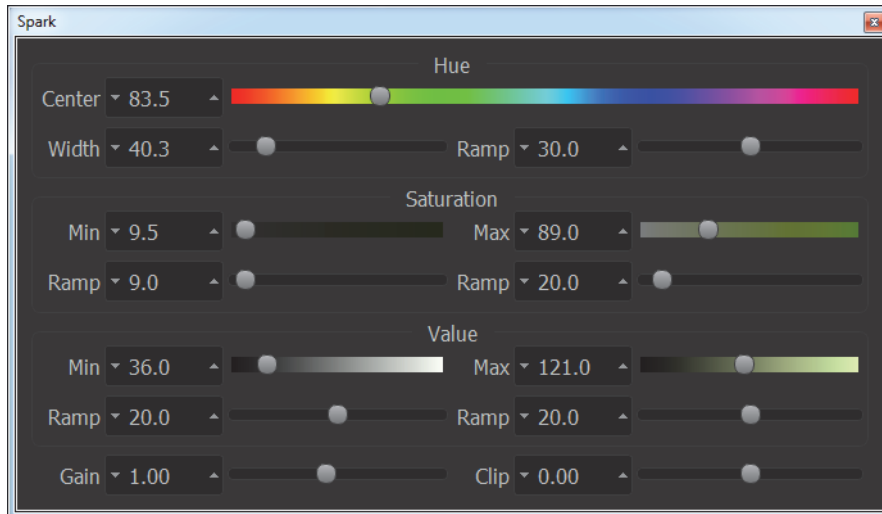 Spark
Hue
Center 83.5
Width 40.3 Ramp 30.0
Saturation
Min 9.5 Max 89.0
Ramp 9.0 Ramp 20.0
Value
Min 36.0 Max 121.0
Ramp 20.0 Ramp 20.0
Gain 1.00 Clip 0.00